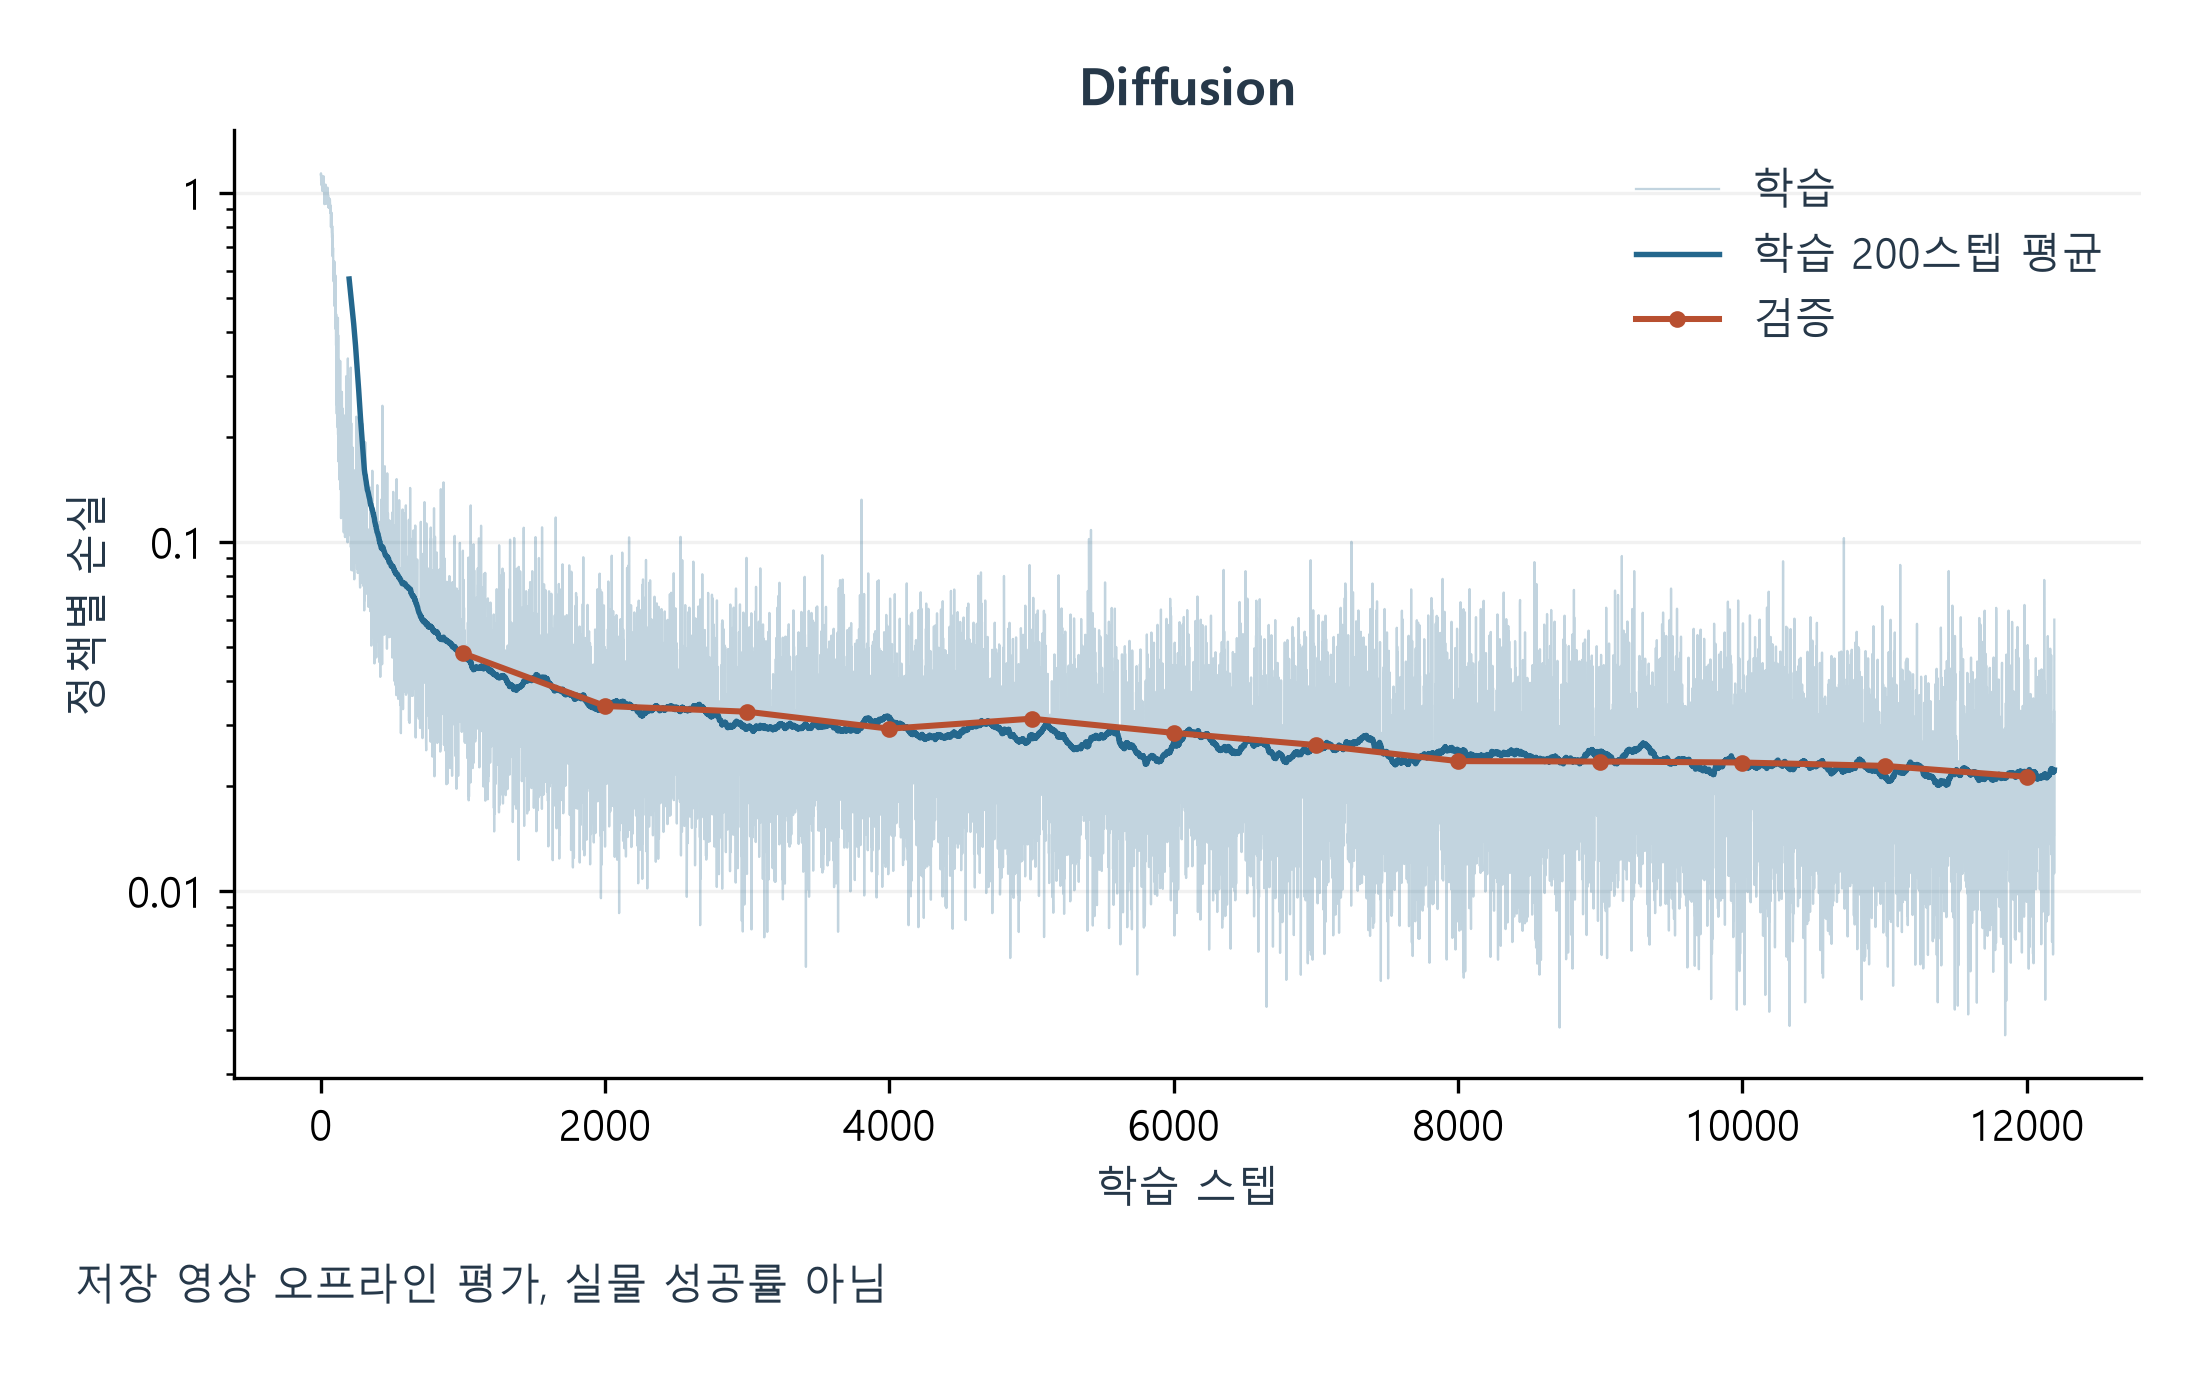 Diffusion
학습
학습 200스텝 평균
검증
정책별 손실
1
0.1
0.01
0 2000 4000 6000 8000 10000 12000
학습 스텝
저장 영상 오프라인 평가, 실물 성공률 아님